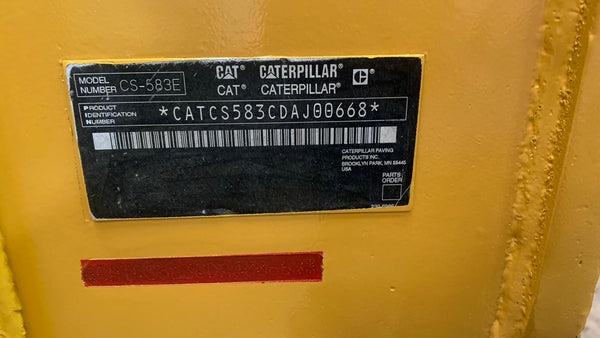 MODEL NUMBER CS-583E
CAT® CATERPILLAR®
CAT® CATERPILLAR®
PRODUCT IDENTIFICATION NUMBER *CATCS583CDAJ00668*
CATERPILLAR PAVING
PRODUCTS INC.
BROOKLYN PARK, MN 55445
USA
PARTS
ORDER